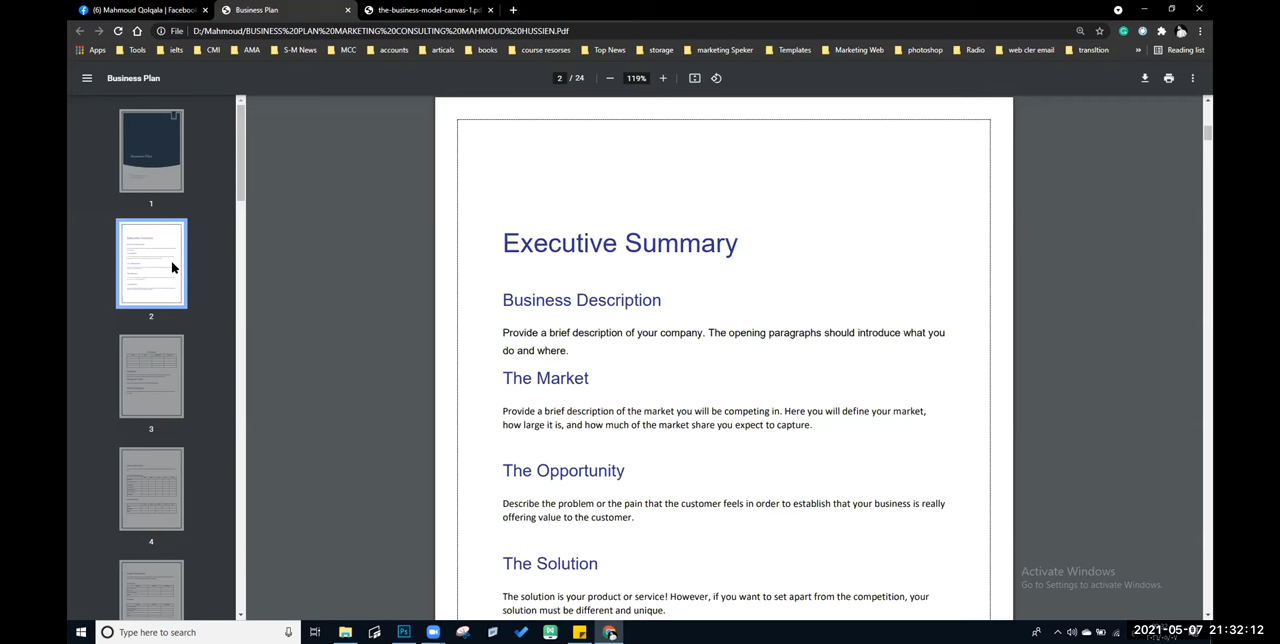 (6) Mahmoud Qolqala | Facebook
Business Plan
the-business-model-canvas-1.pd
File
D:/Mahmoud/BUSINESS%20PLAN%20MARKETING%20CONSULTING%20MAHMOUD%20HUSSIEN.Pdf
Apps Tools ielts CMI AMA S-M News MCC accounts articals books course resorses Top News storage marketing Speker Templates Marketing Web photoshop Radio web cler email transltion » Reading list
Business Plan
2 / 24
119%
1
2
3
4
Executive Summary
Business Description
Provide a brief description of your company. The opening paragraphs should introduce what you
do and where.
The Market
Provide a brief description of the market you will be competing in. Here you will define your market,
how large it is, and how much of the market share you expect to capture.
The Opportunity
Describe the problem or the pain that the customer feels in order to establish that your business is really
offering value to the customer.
The Solution
The solution is your product or service! However, if you want to set apart from the competition, your
solution must be different and unique.
Activate Windows
Go to Settings to activate Windows.
Type here to search
2021-05-07 21:32:12